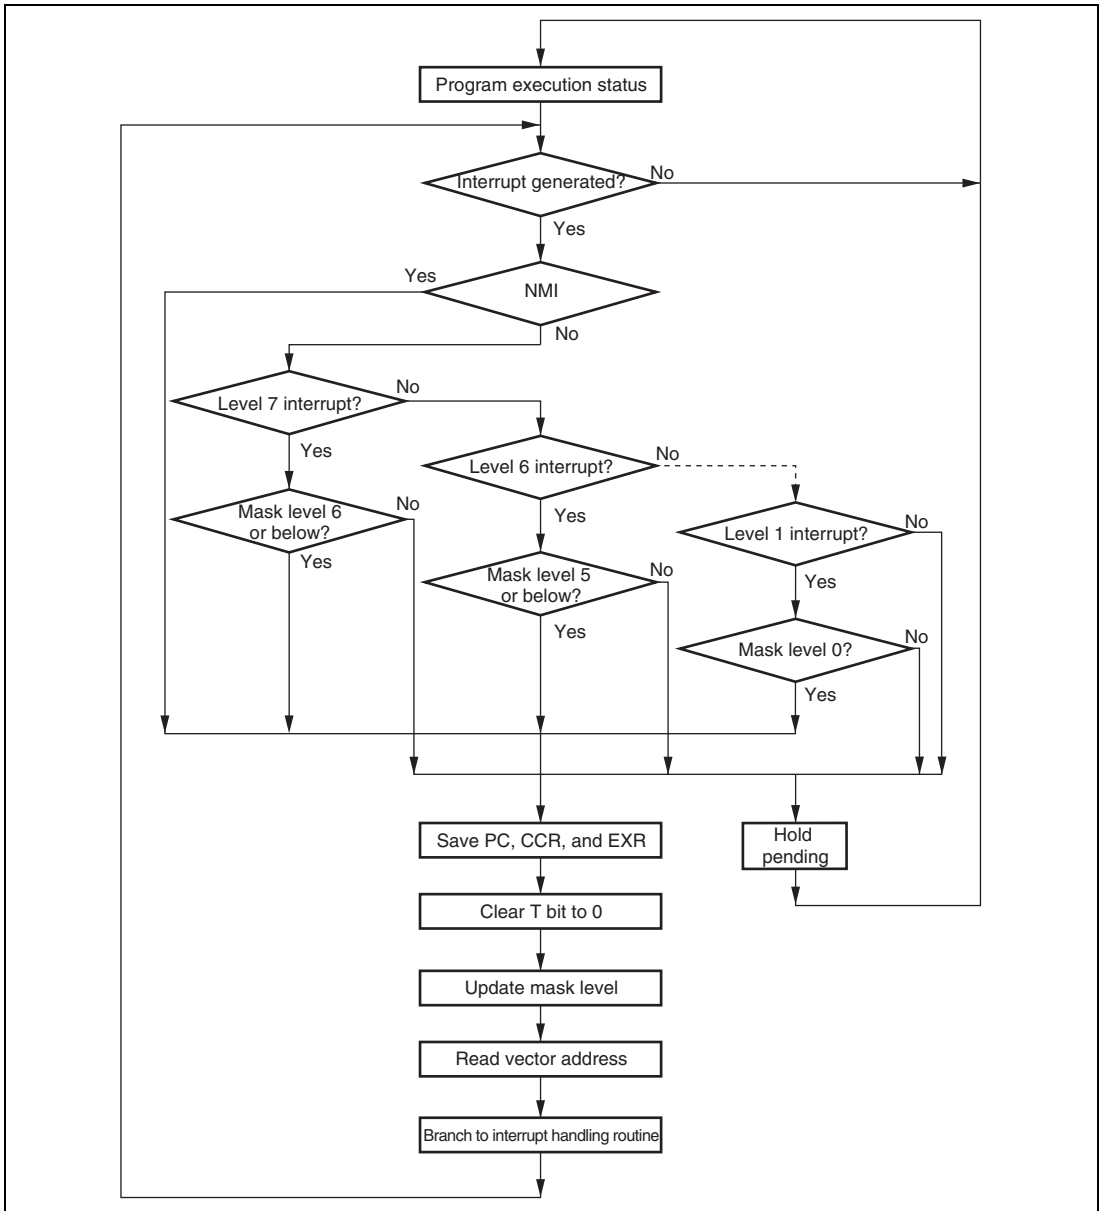 Program execution status
Interrupt generated?
No
Yes
Yes
NMI
No
Level 7 interrupt?
No
Yes
Level 6 interrupt?
No
Yes
Mask level 6
or below?
No
Yes
Level 1 interrupt?
No
Yes
Mask level 5
or below?
No
Yes
Mask level 0?
No
Yes
Save PC, CCR, and EXR
Hold
pending
Clear T bit to 0
Update mask level
Read vector address
Branch to interrupt handling routine